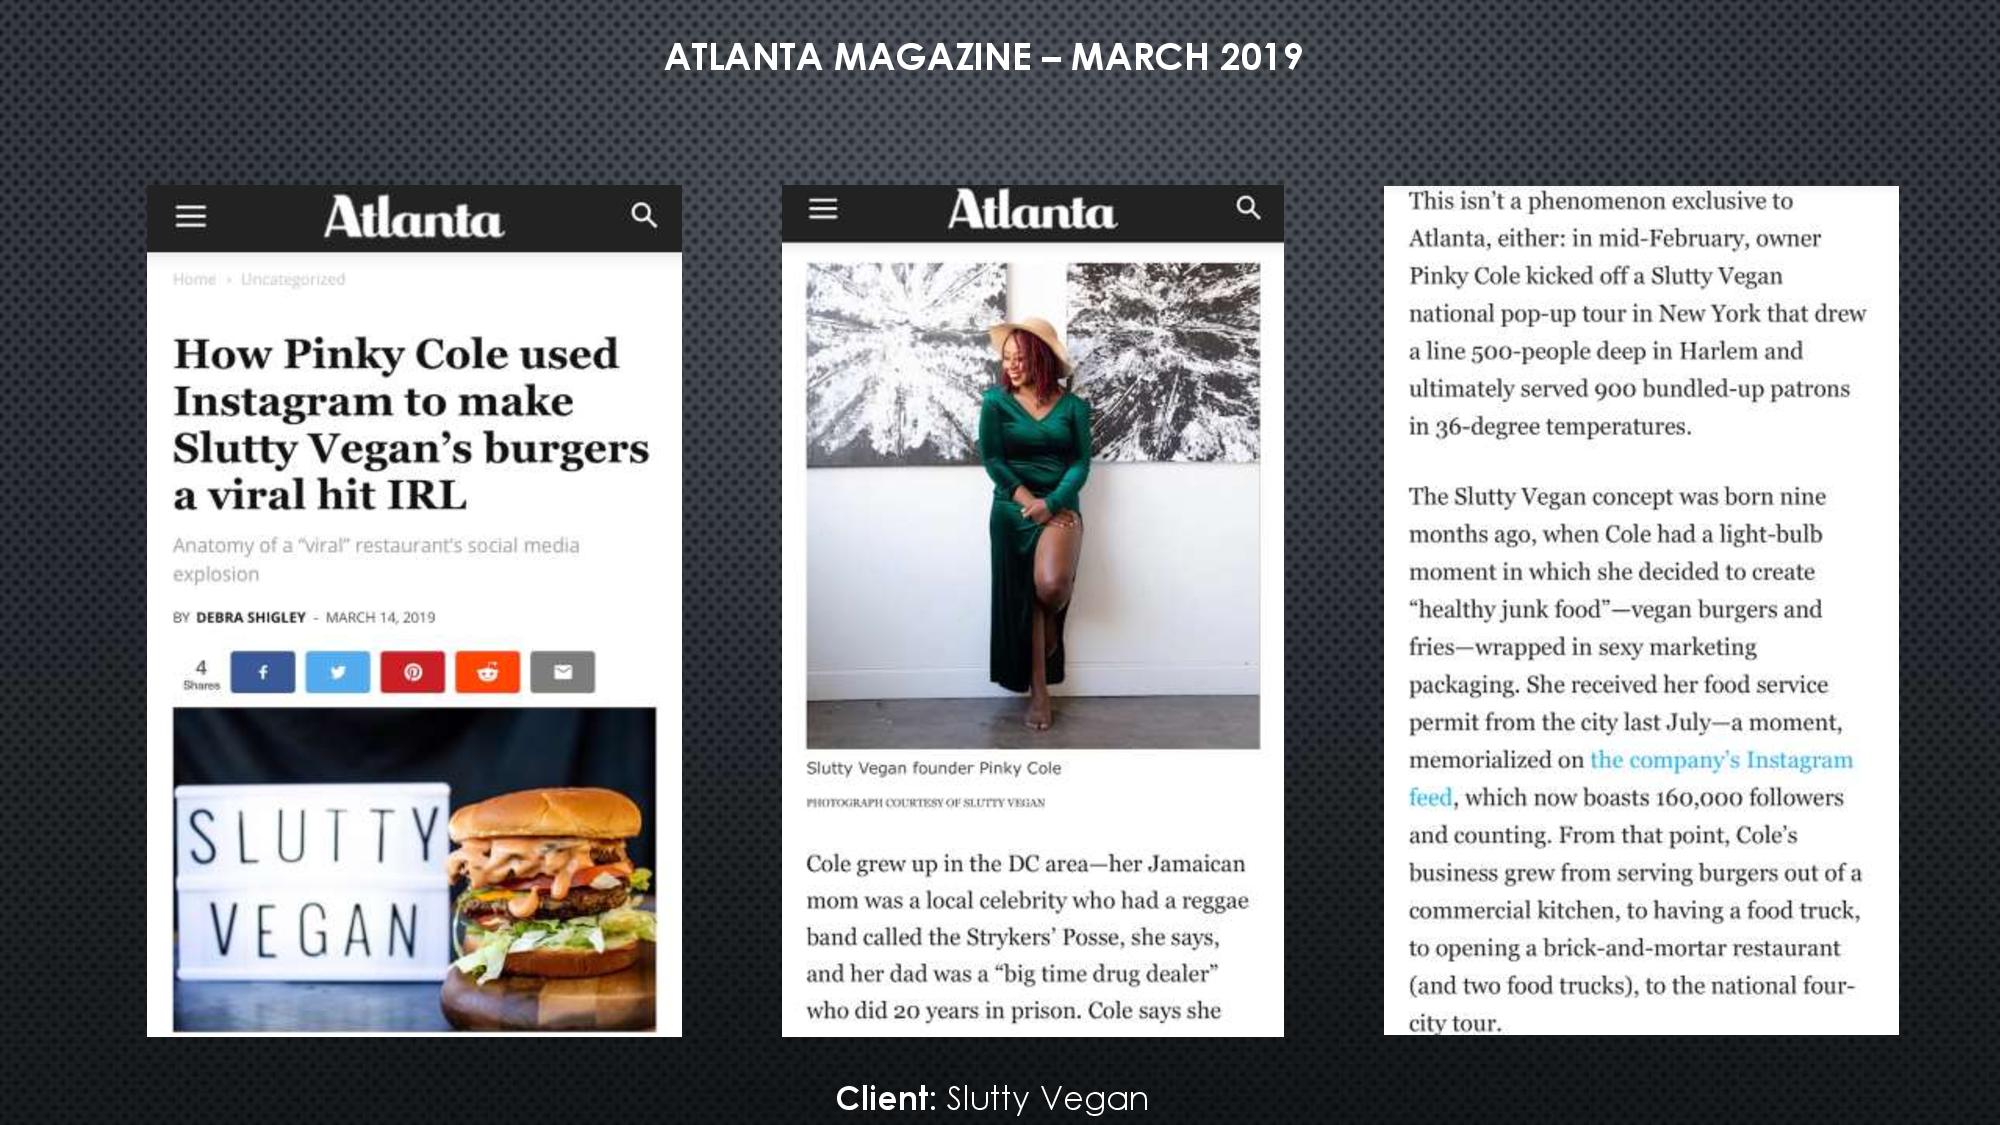 ATLANTA MAGAZINE – MARCH 2019
Atlanta
Home › Uncategorized
How Pinky Cole used
Instagram to make
Slutty Vegan’s burgers
a viral hit IRL
Anatomy of a “viral” restaurant’s social media
explosion
BY DEBRA SHIGLEY - MARCH 14, 2019
4
Shares
SLUTTY
VEGAN
Atlanta
Slutty Vegan founder Pinky Cole
PHOTOGRAPH COURTESY OF SLUTTY VEGAN
Cole grew up in the DC area—her Jamaican
mom was a local celebrity who had a reggae
band called the Strykers’ Posse, she says,
and her dad was a “big time drug dealer”
who did 20 years in prison. Cole says she
This isn’t a phenomenon exclusive to
Atlanta, either: in mid-February, owner
Pinky Cole kicked off a Slutty Vegan
national pop-up tour in New York that drew
a line 500-people deep in Harlem and
ultimately served 900 bundled-up patrons
in 36-degree temperatures.
The Slutty Vegan concept was born nine
months ago, when Cole had a light-bulb
moment in which she decided to create
“healthy junk food”—vegan burgers and
fries—wrapped in sexy marketing
packaging. She received her food service
permit from the city last July—a moment,
memorialized on the company’s Instagram
feed, which now boasts 160,000 followers
and counting. From that point, Cole’s
business grew from serving burgers out of a
commercial kitchen, to having a food truck,
to opening a brick-and-mortar restaurant
(and two food trucks), to the national four-
city tour.
Client: Slutty Vegan